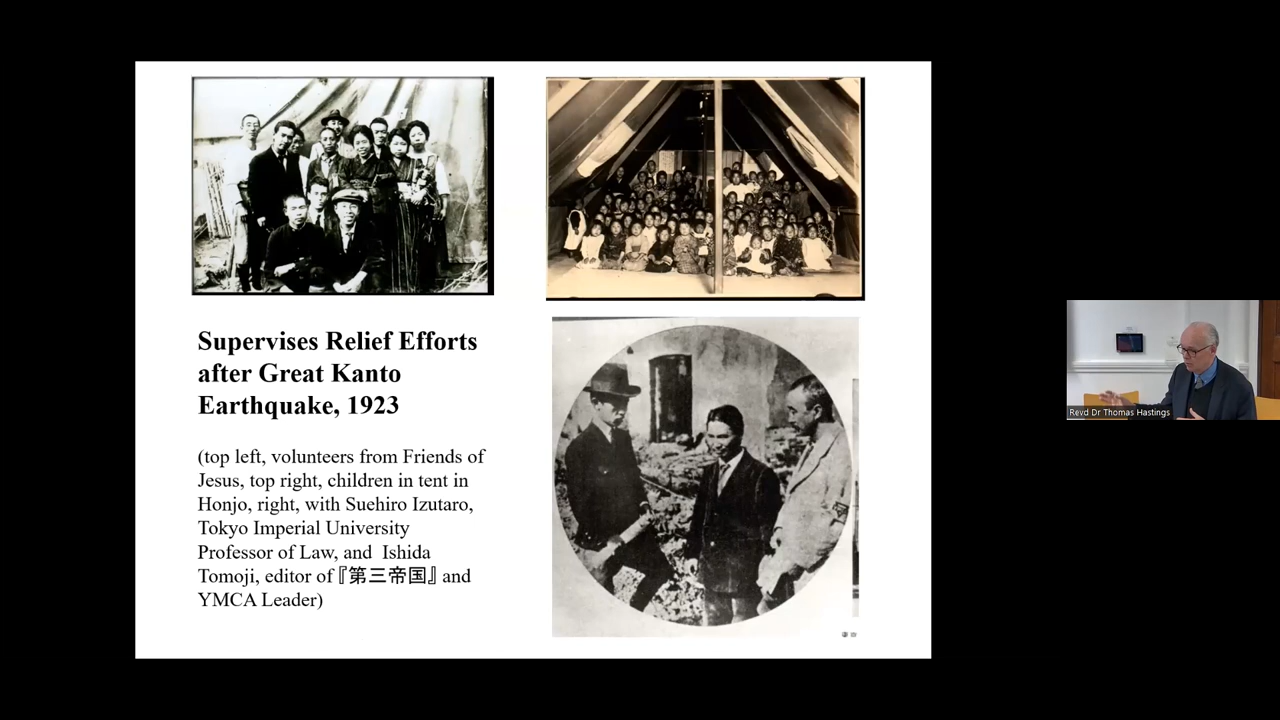 Supervises Relief Efforts
after Great Kanto
Earthquake, 1923
(top left, volunteers from Friends of
Jesus, top right, children in tent in
Honjo, right, with Suehiro Izutaro,
Tokyo Imperial University
Professor of Law, and Ishida
Tomoji, editor of『第三帝国』and
YMCA Leader)
Revd Dr Thomas Hastings